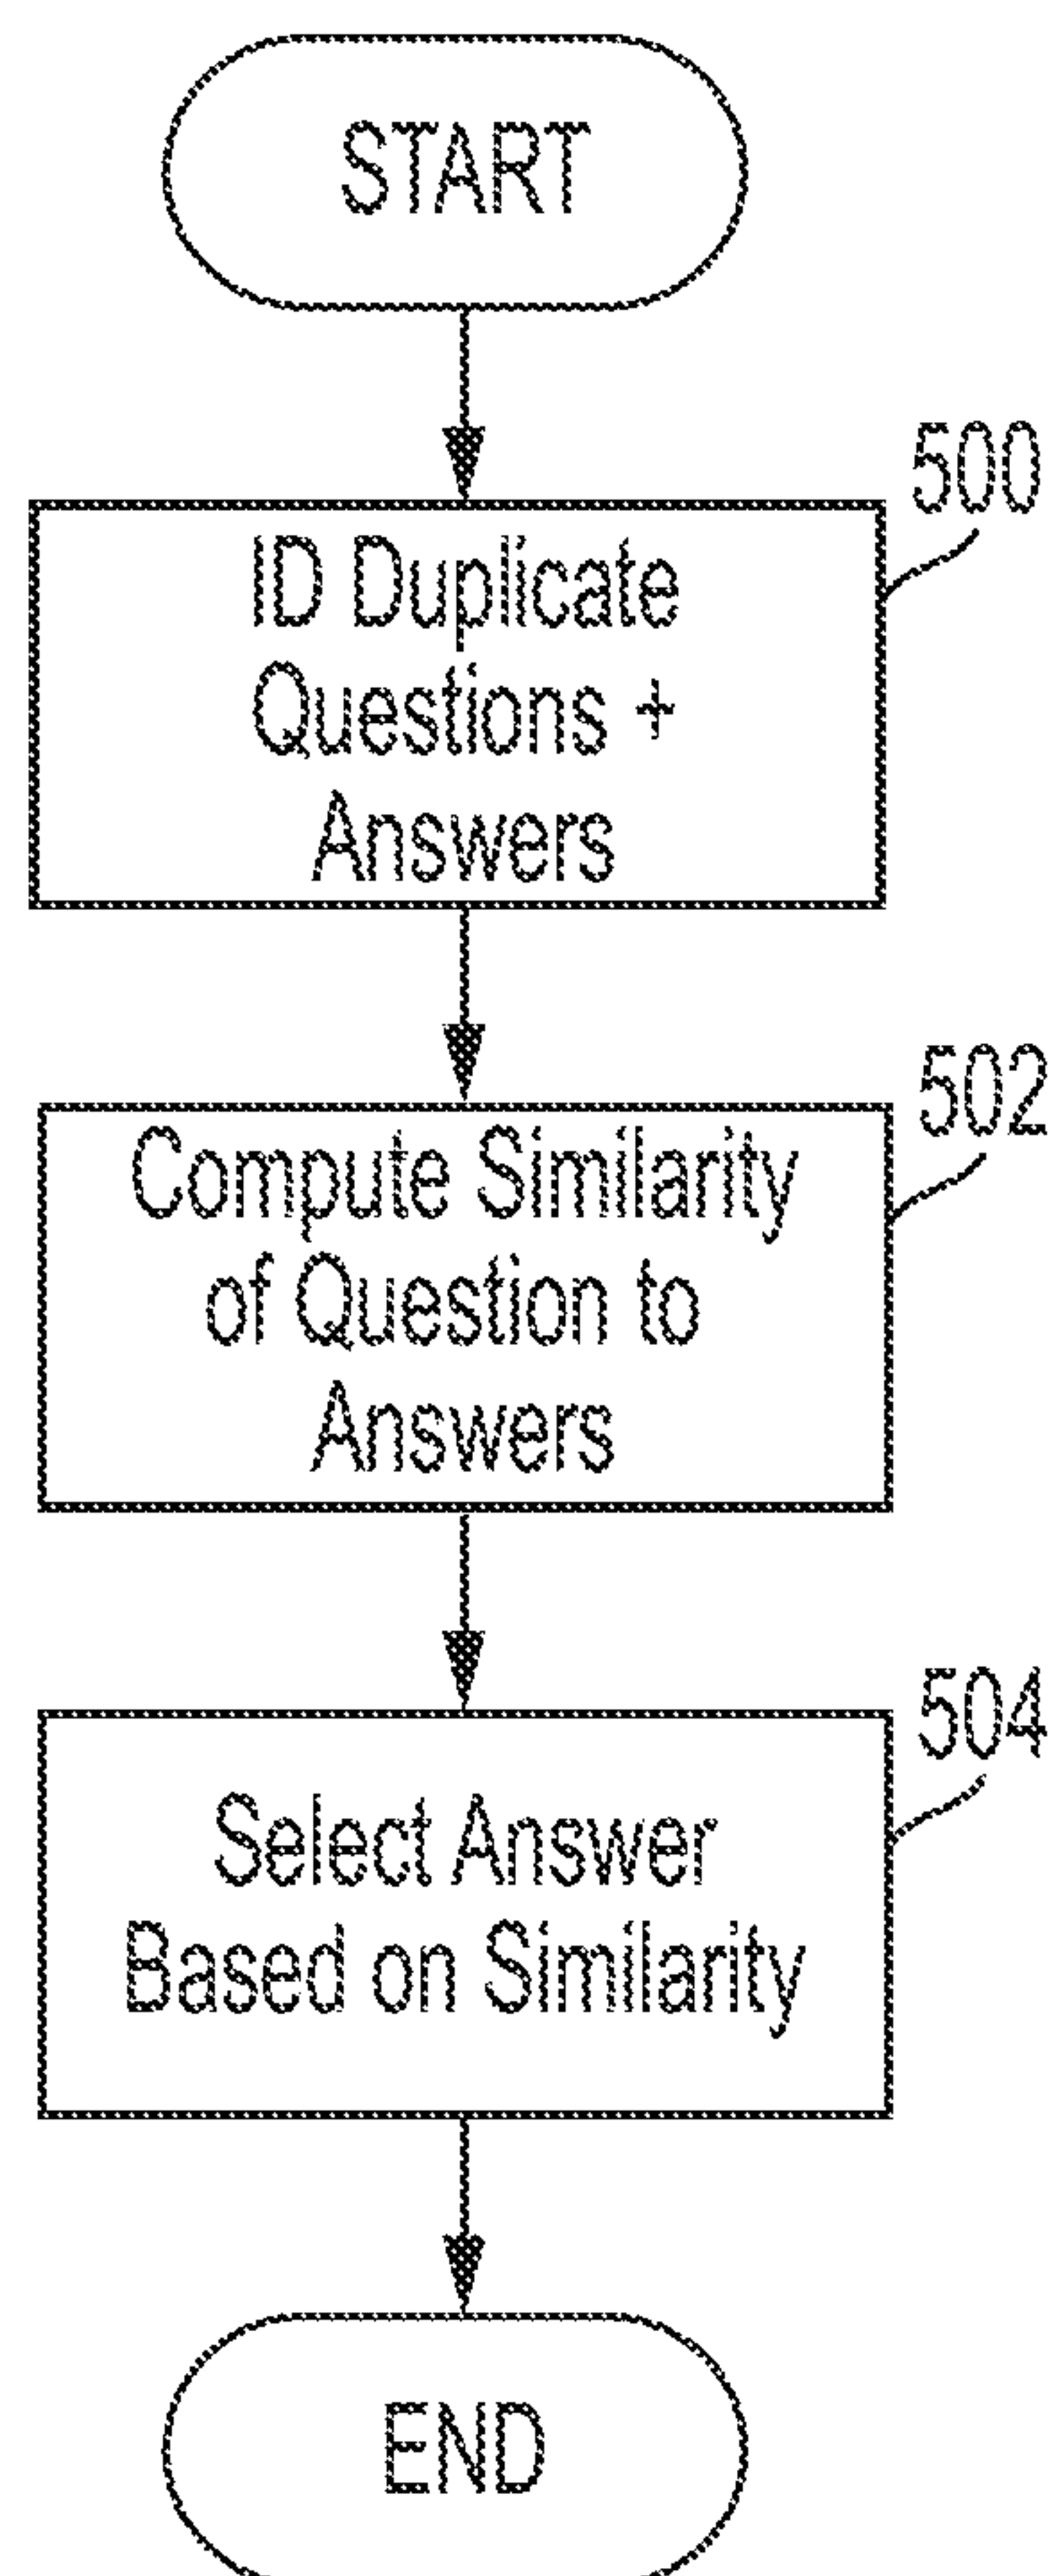 START
500
ID Duplicate
Questions +
Answers
502
Compute Similarity
of Question to
Answers
504
Select Answer
Based on Similarity
END